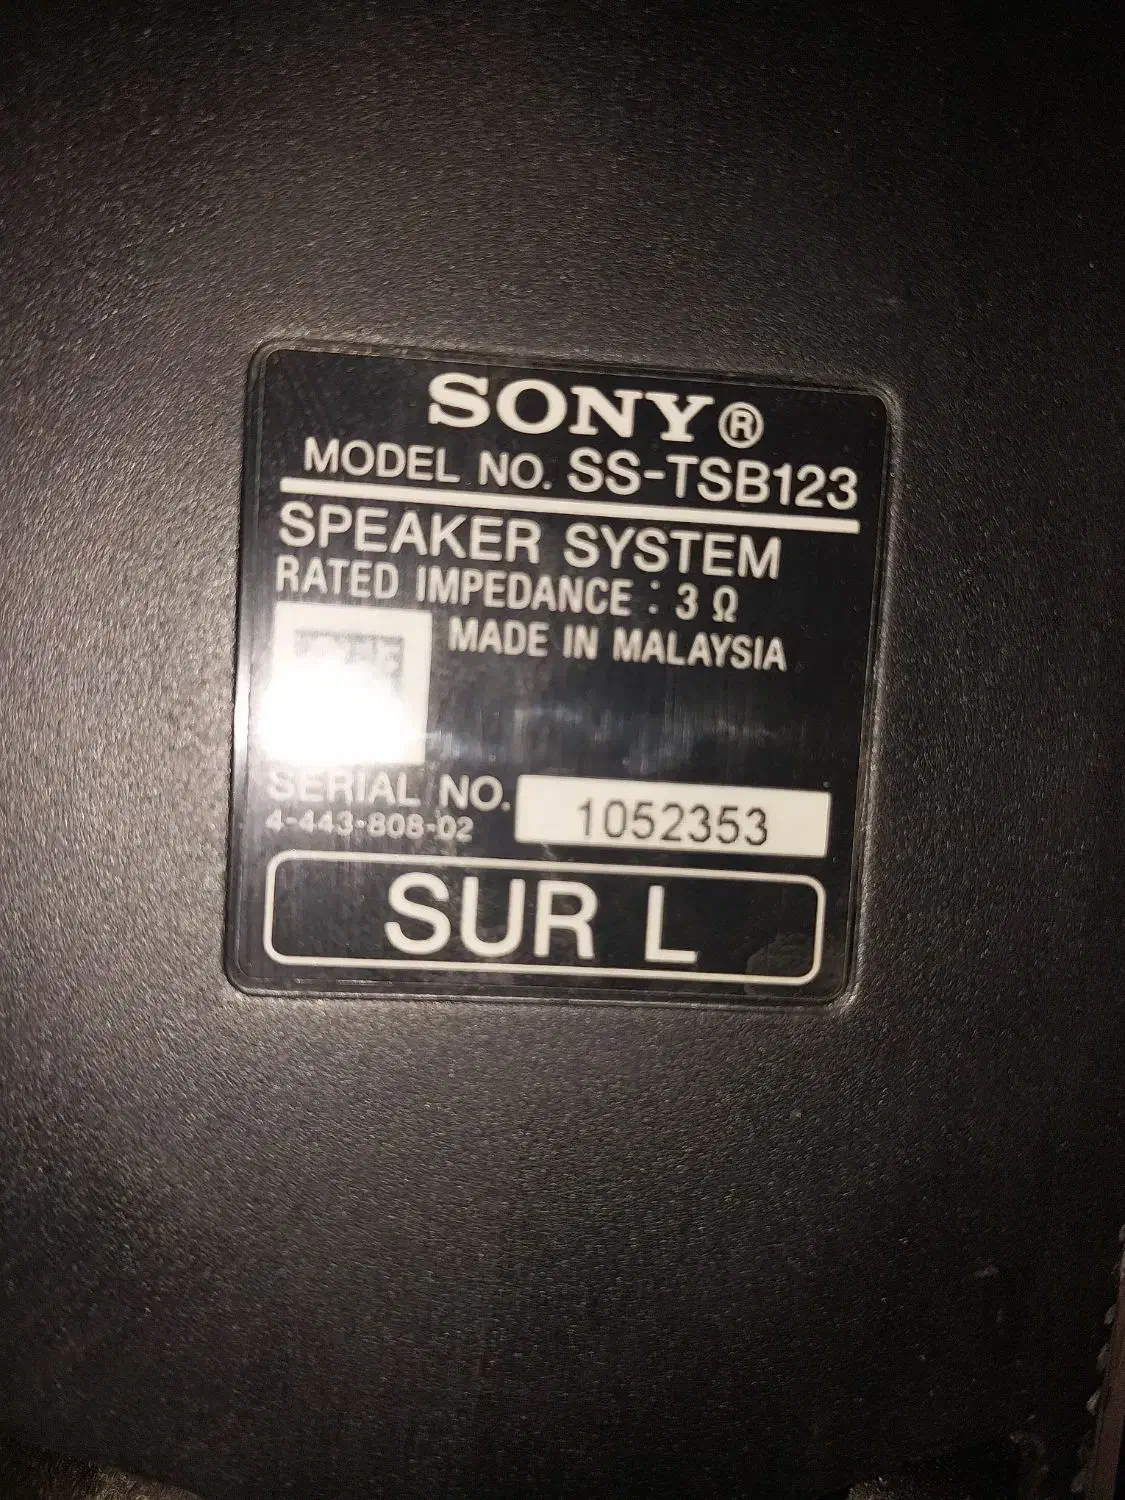 SONY®
MODEL NO. SS-TSB123
SPEAKER SYSTEM
RATED IMPEDANCE : 3 Ω
MADE IN MALAYSIA
SERIAL NO. 1052353
4-443-808-02
SUR L